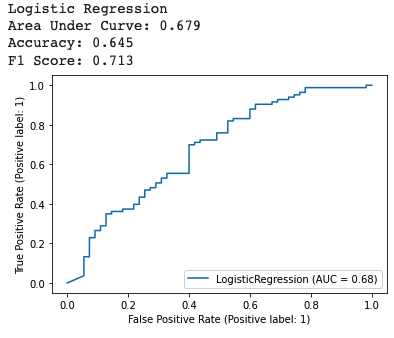 Logistic Regression
Area Under Curve: 0.679
Accuracy: 0.645
F1 Score: 0.713
1.0
0.8
0.6
0.4
0.2
0.0
True Positive Rate (Positive label: 1)
LogisticRegression (AUC = 0.68)
0.0 0.2 0.4 0.6 0.8 1.0
False Positive Rate (Positive label: 1)